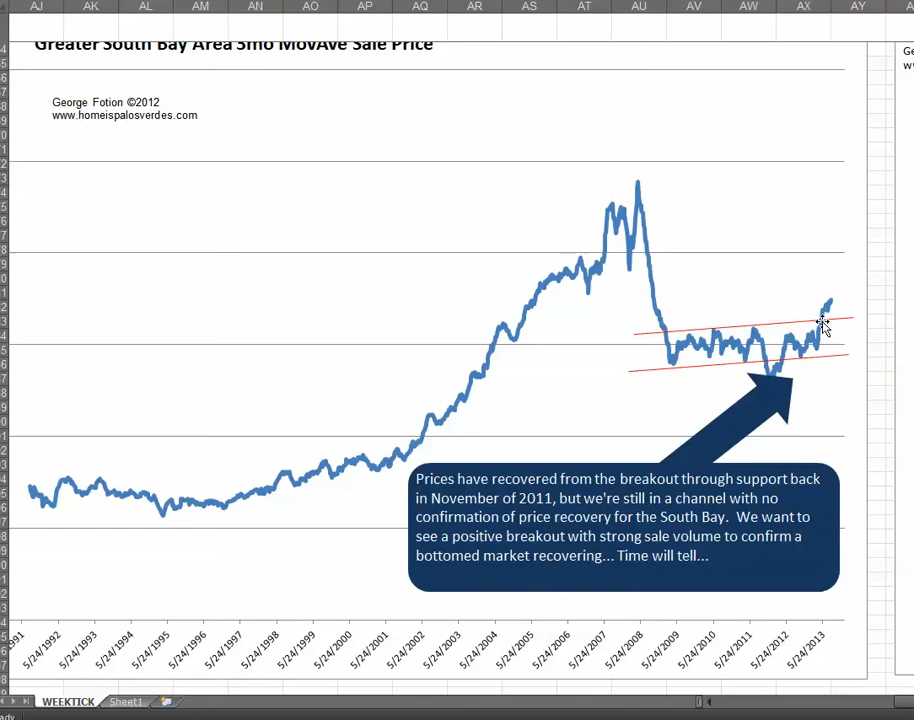 AJ AK AL AM AN AO AP AQ AR AS AT AU AV AW AX AY
Greater South Bay Area 3mo MovAve Sale Price
George Fotion ©2012
www.homeispalosverdes.com
Prices have recovered from the breakout through support back
in November of 2011, but we're still in a channel with no
confirmation of price recovery for the South Bay. We want to
see a positive breakout with strong sale volume to confirm a
bottomed market recovering... Time will tell...
5/24/1992 5/24/1993 5/24/1994 5/24/1995 5/24/1996 5/24/1997 5/24/1998 5/24/1999 5/24/2000 5/24/2001 5/24/2002 5/24/2003 5/24/2004 5/24/2005 5/24/2006 5/24/2007 5/24/2008 5/24/2009 5/24/2010 5/24/2011 5/24/2012 5/24/2013
WEEKTICK Sheet1